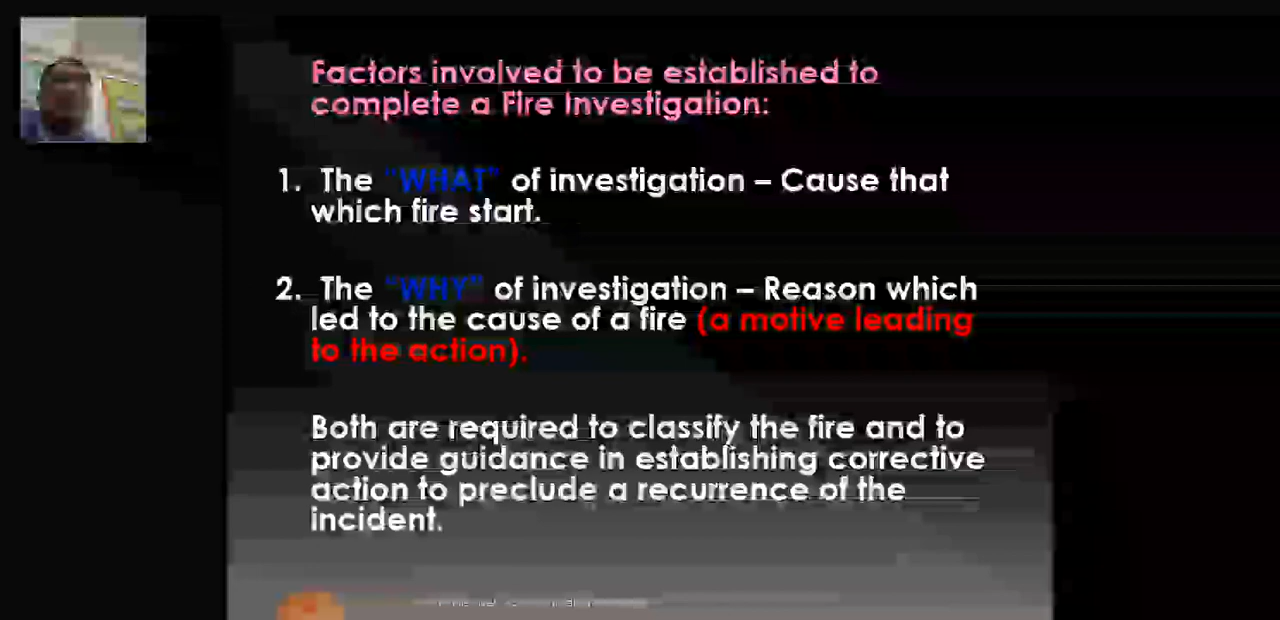 Factors involved to be established to
complete a Fire Investigation:
1. The "WHAT" of investigation – Cause that
which fire start.
2. The "WHY" of investigation – Reason which
led to the cause of a fire (a motive leading
to the action).
Both are required to classify the fire and to
provide guidance in establishing corrective
action to preclude a recurrence of the
incident.